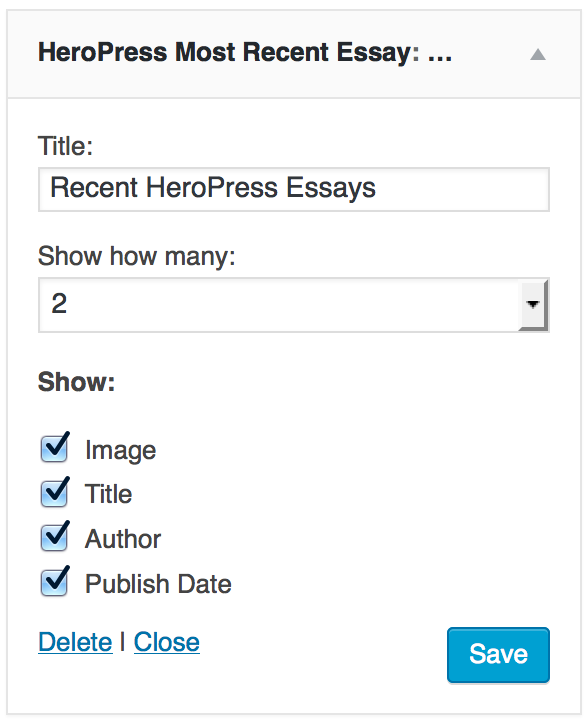 HeroPress Most Recent Essay: ...
Title:
Recent HeroPress Essays
Show how many:
2
Show:
Image
Title
Author
Publish Date
Delete | Close
Save